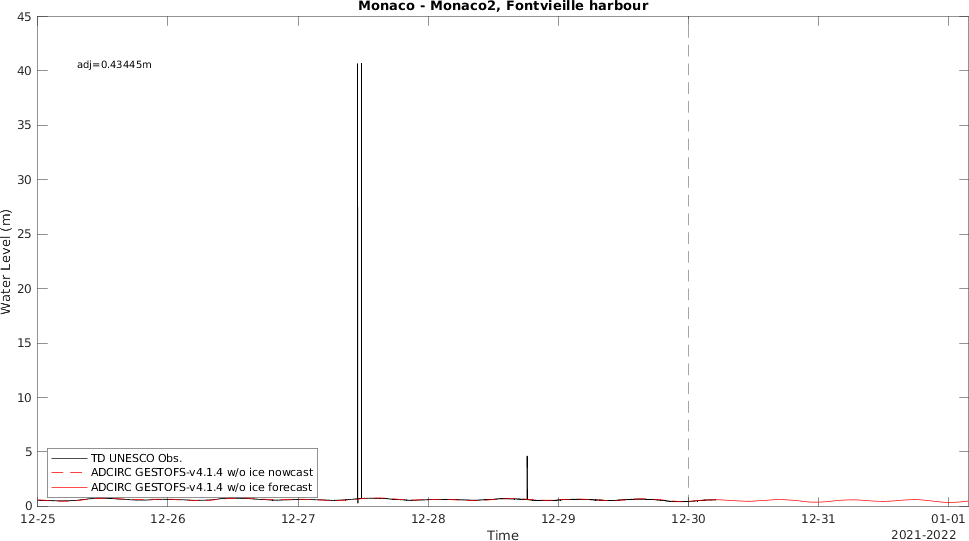 Monaco - Monaco2, Fontvieille harbour
45
40
35
30
25
20
15
10
5
0
Water Level (m)
adj=0.43445m
TD UNESCO Obs.
ADCIRC GESTOFS-v4.1.4 w/o ice nowcast
ADCIRC GESTOFS-v4.1.4 w/o ice forecast
12-25 12-26 12-27 12-28 12-29 12-30 12-31 01-01
Time
2021-2022